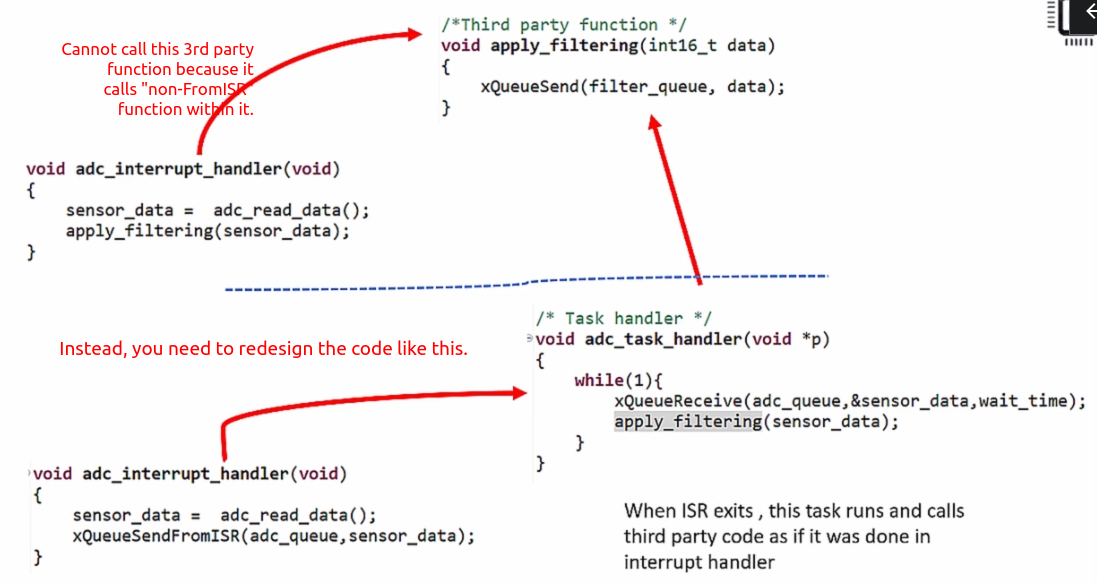 /*Third party function */
void apply_filtering(int16_t data)
{
xQueueSend(filter_queue, data);
}
Cannot call this 3rd party
function because it
calls "non-FromISR"
function within it.
void adc_interrupt_handler(void)
{
sensor_data = adc_read_data();
apply_filtering(sensor_data);
}
Instead, you need to redesign the code like this.
/* Task handler */
void adc_task_handler(void *p)
{
while(1){
xQueueReceive(adc_queue,&sensor_data,wait_time);
apply_filtering(sensor_data);
}
}
void adc_interrupt_handler(void)
{
sensor_data = adc_read_data();
xQueueSendFromISR(adc_queue,sensor_data);
}
When ISR exits , this task runs and calls
third party code as if it was done in
interrupt handler